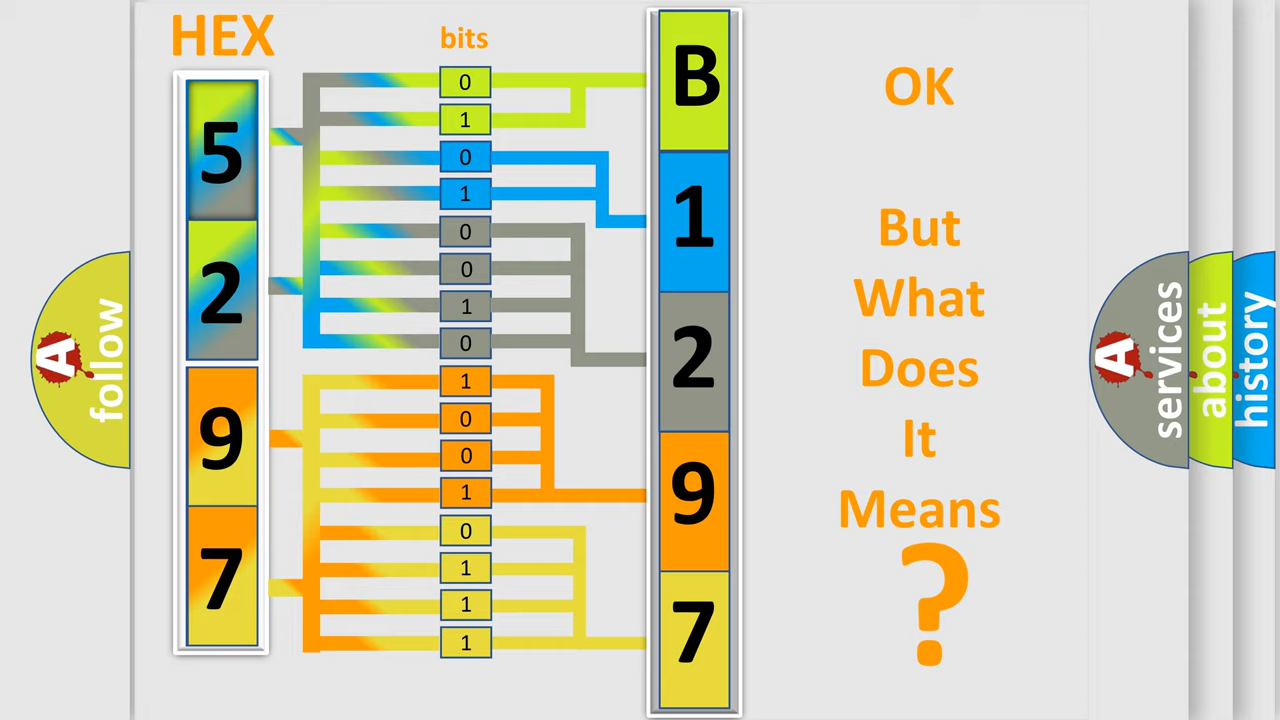 HEX
bits
5
2
9
7
0
1
0
1
0
0
1
0
1
0
0
1
0
1
1
1
B
1
2
9
7
OK
But
What
Does
It
Means
?
A
follow
A
services
about
history